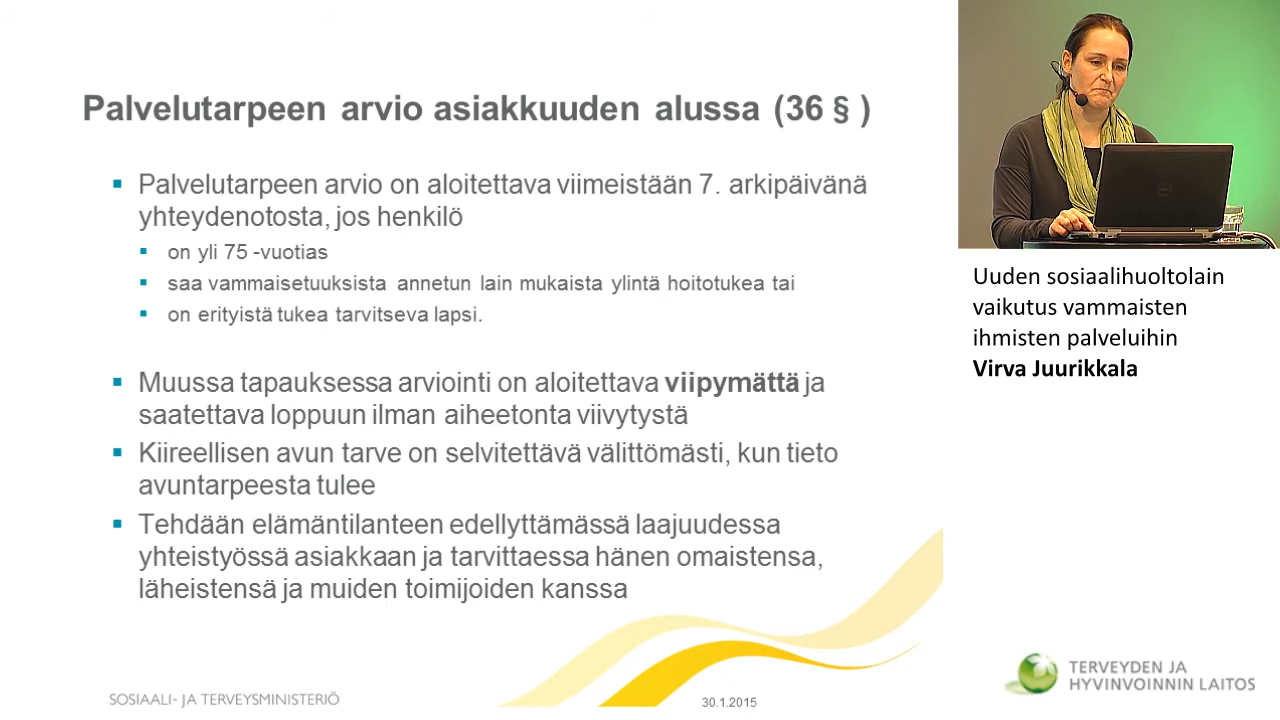 Palvelutarpeen arvio asiakkuuden alussa (36 § )
Palvelutarpeen arvio on aloitettava viimeistään 7. arkipäivänä
yhteydenotosta, jos henkilö
on yli 75 -vuotias
saa vammaisetuuksista annetun lain mukaista ylintä hoitotukea tai
on erityistä tukea tarvitseva lapsi.
Muussa tapauksessa arviointi on aloitettava viipymättä ja
saatettava loppuun ilman aiheetonta viivytystä
Kiireellisen avun tarve on selvitettävä välittömästi, kun tieto
avuntarpeesta tulee
Tehdään elämäntilanteen edellyttämässä laajuudessa
yhteistyössä asiakkaan ja tarvittaessa hänen omaistensa,
läheistensä ja muiden toimijoiden kanssa
SOSIAALI- JA TERVEYSMINISTERIÖ
30.1.2015
Uuden sosiaalihuoltolain
vaikutus vammaisten
ihmisten palveluihin
Virva Juurikkala
TERVEYDEN JA
HYVINVOINNIN LAITOS